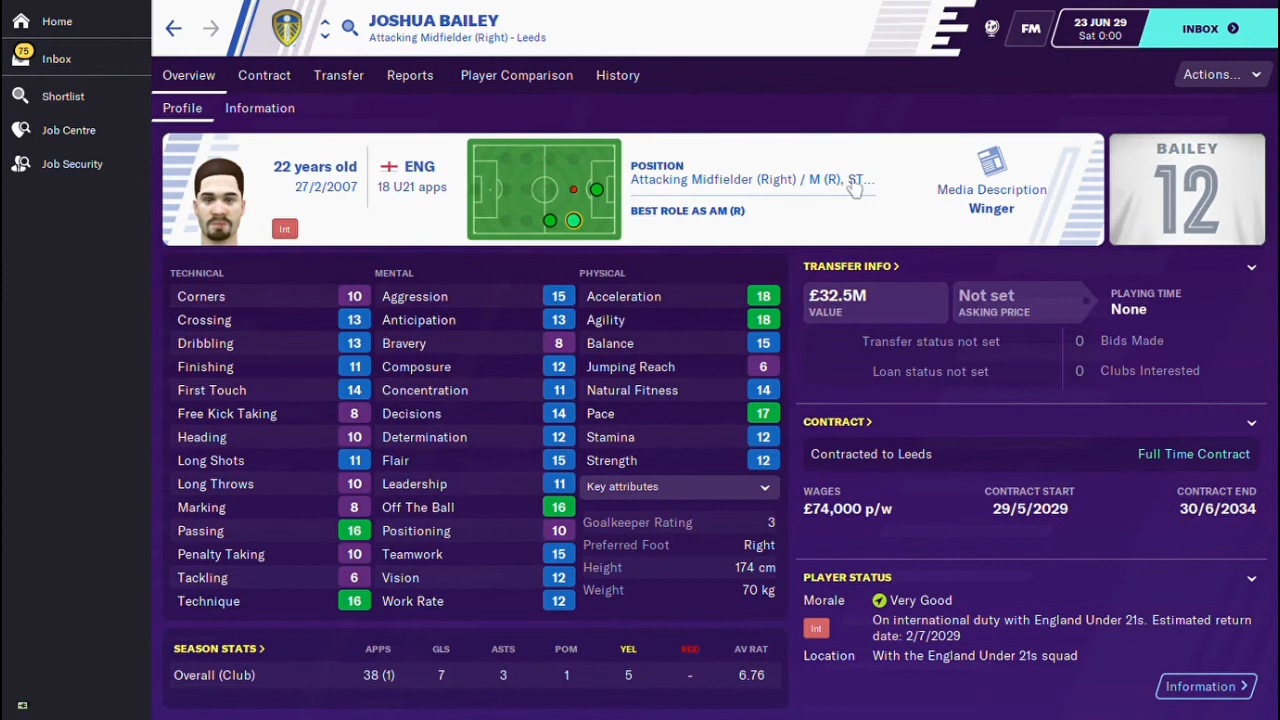 Home
75
Inbox
Shortlist
Job Centre
Job Security
JOSHUA BAILEY
Attacking Midfielder (Right) - Leeds
FM
23 JUN 29
Sat 0:00
INBOX
Overview
Contract
Transfer
Reports
Player Comparison
History
Actions...
Profile
Information
22 years old
27/2/2007
ENG
18 U21 apps
Int
POSITION
Attacking Midfielder (Right) / M (R), ST...
BEST ROLE AS AM (R)
Media Description
Winger
BAILEY
12
TECHNICAL
Corners 10
Crossing 13
Dribbling 13
Finishing 11
First Touch 14
Free Kick Taking 8
Heading 10
Long Shots 11
Long Throws 10
Marking 8
Passing 16
Penalty Taking 10
Tackling 6
Technique 16
MENTAL
Aggression 15
Anticipation 13
Bravery 8
Composure 12
Concentration 11
Decisions 14
Determination 12
Flair 15
Leadership 11
Off The Ball 16
Positioning 10
Teamwork 15
Vision 12
Work Rate 12
PHYSICAL
Acceleration 18
Agility 18
Balance 15
Jumping Reach 6
Natural Fitness 14
Pace 17
Stamina 12
Strength 12
Key attributes
Goalkeeper Rating 3
Preferred Foot Right
Height 174 cm
Weight 70 kg
TRANSFER INFO >
£32.5M
VALUE
Not set
ASKING PRICE
PLAYING TIME
None
Transfer status not set
0 Bids Made
Loan status not set
0 Clubs Interested
CONTRACT >
Contracted to Leeds
Full Time Contract
WAGES
£74,000 p/w
CONTRACT START
29/5/2029
CONTRACT END
30/6/2034
PLAYER STATUS
Morale Very Good
Int
On international duty with England Under 21s. Estimated return
date: 2/7/2029
Location With the England Under 21s squad
Information >
SEASON STATS > APPS GLS ASTS POM YEL RED AV RAT
Overall (Club) 38 (1) 7 3 1 5 - 6.76